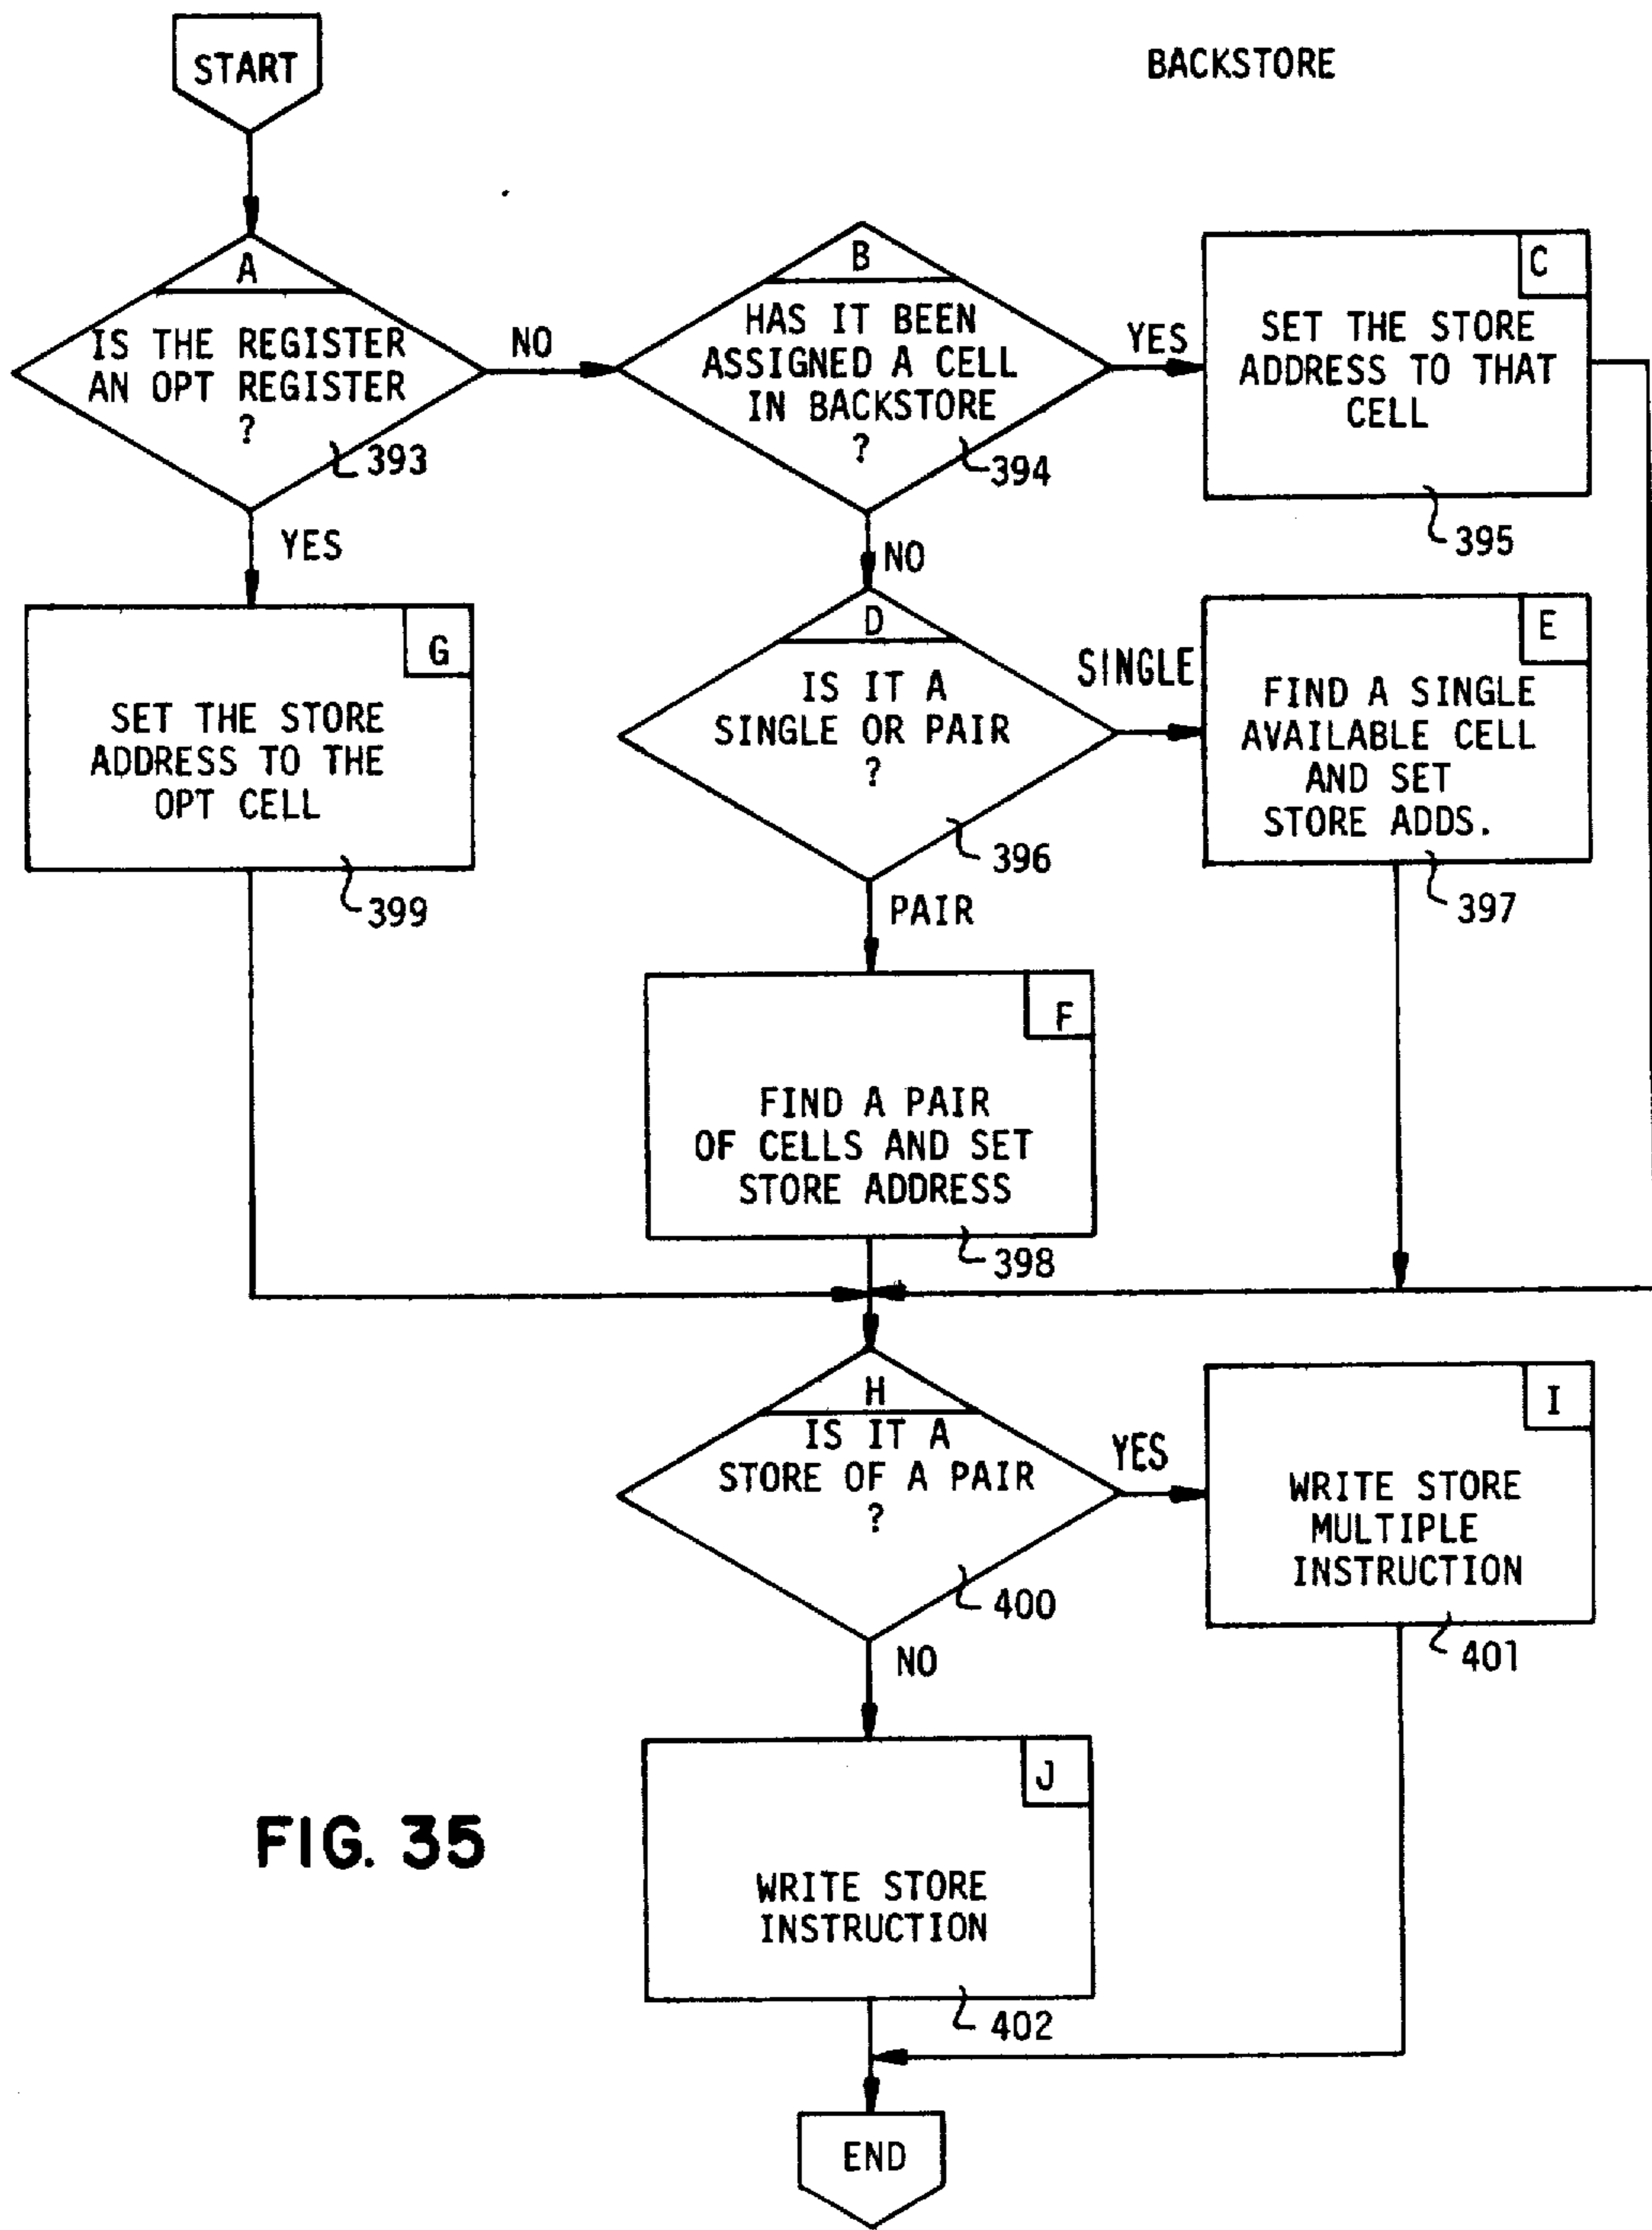 BACKSTORE
START
A
IS THE REGISTER
AN OPT REGISTER
?
393
NO
YES
B
HAS IT BEEN
ASSIGNED A CELL
IN BACKSTORE
?
394
YES
NO
C
SET THE STORE
ADDRESS TO THAT
CELL
395
G
SET THE STORE
ADDRESS TO THE
OPT CELL
399
D
IS IT A
SINGLE OR PAIR
?
396
SINGLE
PAIR
E
FIND A SINGLE
AVAILABLE CELL
AND SET
STORE ADDS.
397
F
FIND A PAIR
OF CELLS AND SET
STORE ADDRESS
398
H
IS IT A
STORE OF A PAIR
?
400
YES
NO
I
WRITE STORE
MULTIPLE
INSTRUCTION
401
J
WRITE STORE
INSTRUCTION
402
FIG. 35
END